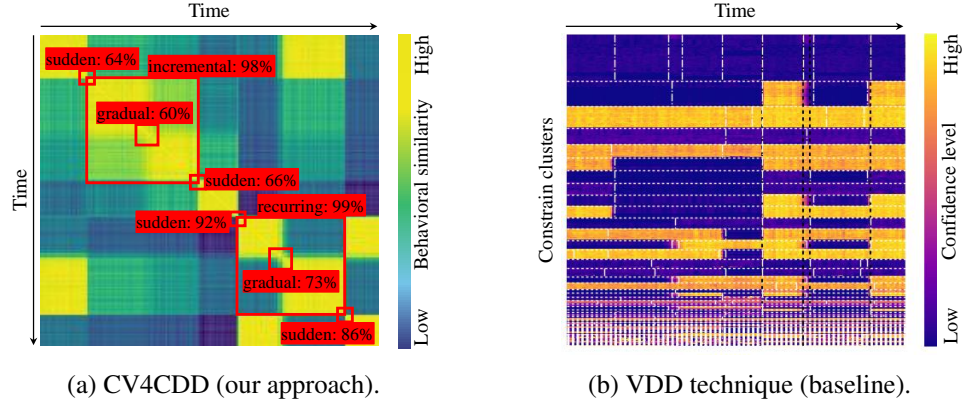 Time
Time
sudden: 64%
incremental: 98%
gradual: 60%
sudden: 66%
recurring: 99%
sudden: 92%
gradual: 73%
sudden: 86%
High
Behavioral similarity
Low
(a) CV4CDD (our approach).
Time
Constrain clusters
High
Confidence level
Low
(b) VDD technique (baseline).